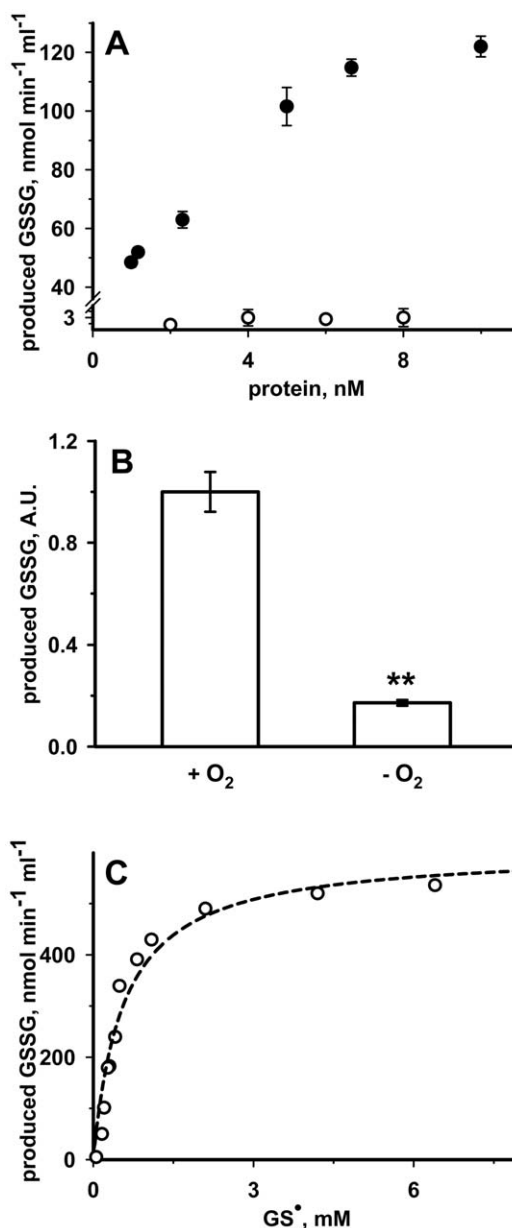 A
produced GSSG, nmol min⁻¹ ml⁻¹
120
100
80
60
40
3
0
4
8
protein, nM
B
produced GSSG, A.U.
1.2
0.8
0.4
0.0
**
+ O₂
- O₂
C
produced GSSG, nmol min⁻¹ ml⁻¹
400
200
0
0
3
6
GS•, mM